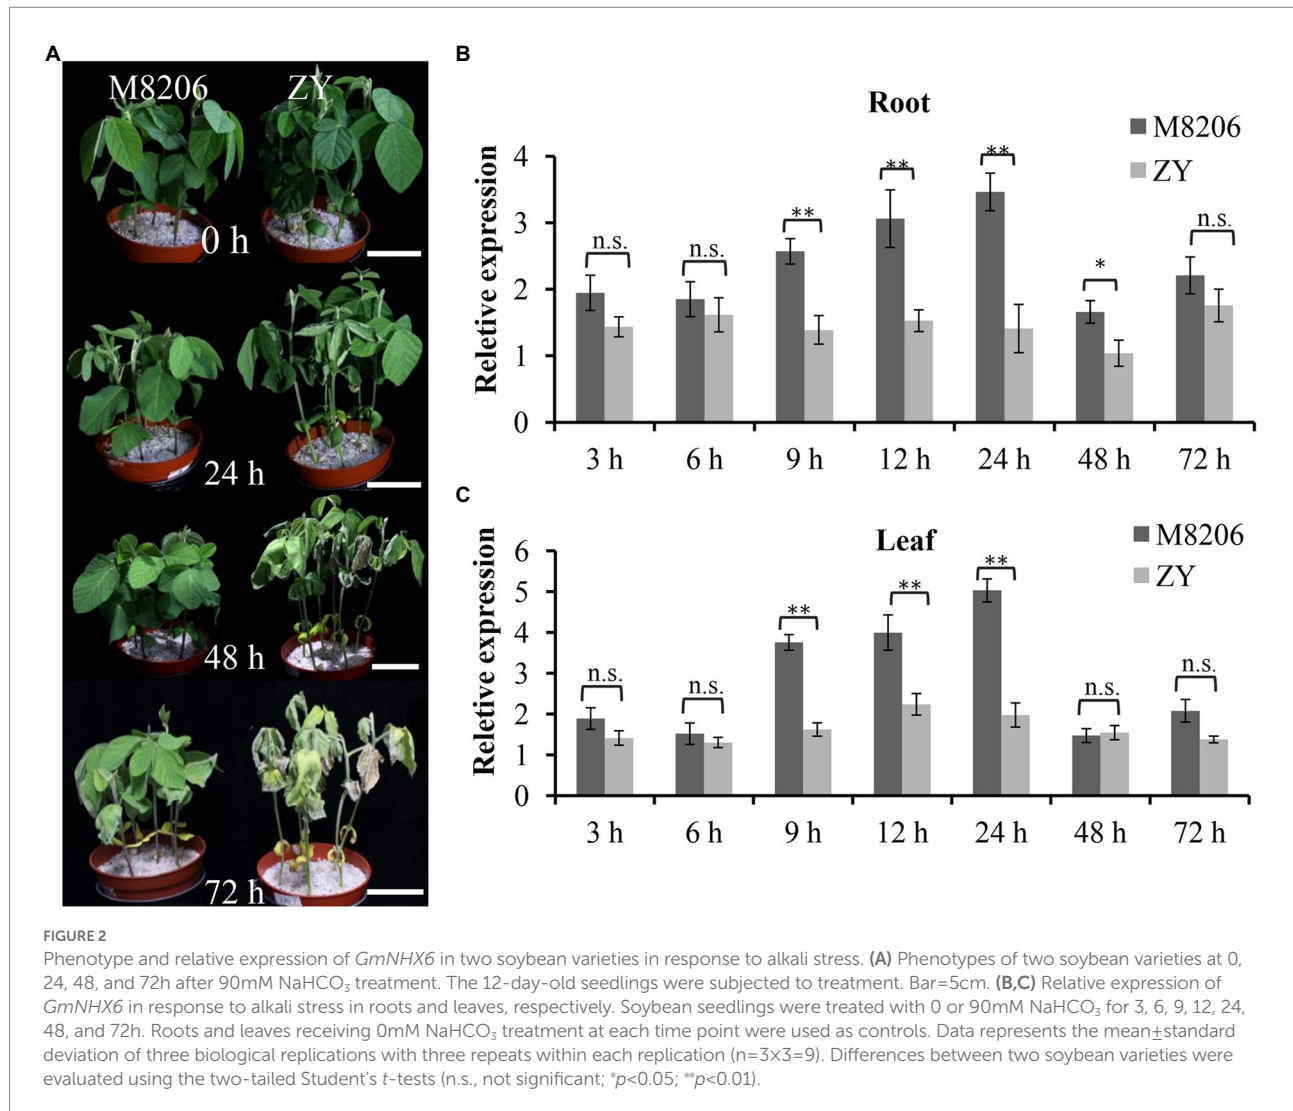 A
M8206 ZY
0 h
24 h
48 h
72 h
B
Root
M8206
ZY
Reletive expression
4
3
2
1
0
n.s. n.s. ** ** ** * n.s.
3 h 6 h 9 h 12 h 24 h 48 h 72 h
C
Leaf
M8206
ZY
Reletive expression
6
5
4
3
2
1
0
n.s. n.s. ** ** ** n.s. n.s.
3 h 6 h 9 h 12 h 24 h 48 h 72 h
FIGURE 2
Phenotype and relative expression of GmNHX6 in two soybean varieties in response to alkali stress. (A) Phenotypes of two soybean varieties at 0,
24, 48, and 72h after 90mM NaHCO₃ treatment. The 12-day-old seedlings were subjected to treatment. Bar=5cm. (B,C) Relative expression of
GmNHX6 in response to alkali stress in roots and leaves, respectively. Soybean seedlings were treated with 0 or 90mM NaHCO₃ for 3, 6, 9, 12, 24,
48, and 72h. Roots and leaves receiving 0mM NaHCO₃ treatment at each time point were used as controls. Data represents the mean±standard
deviation of three biological replications with three repeats within each replication (n=3×3=9). Differences between two soybean varieties were
evaluated using the two-tailed Student's t-tests (n.s., not significant; *p<0.05; **p<0.01).